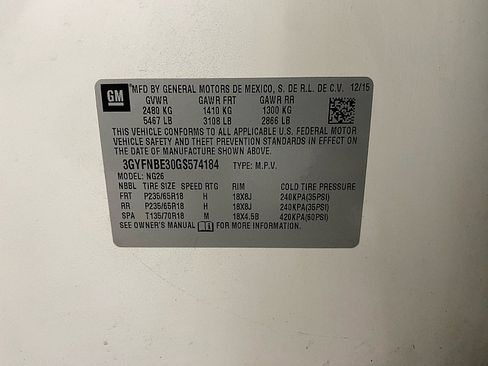 GM MFD BY GENERAL MOTORS DE MEXICO, S. DE R.L. DE C.V. 12/15
GVWR GAWR FRT GAWR RR
2480 KG 1410 KG 1300 KG
5467 LB 3108 LB 2866 LB
THIS VEHICLE CONFORMS TO ALL APPLICABLE U.S. FEDERAL MOTOR
VEHICLE SAFETY AND THEFT PREVENTION STANDARDS IN EFFECT ON
THE DATE OF MANUFACTURE SHOWN ABOVE.
3GYFNBE30GS574184 TYPE: M.P.V.
MODEL: NG26
NBBL TIRE SIZE SPEED RTG RIM COLD TIRE PRESSURE
FRT P235/65R18 H 18X8J 240KPA(35PSI)
RR P235/65R18 H 18X8J 240KPA(35PSI)
SPA T135/70R18 M 18X4.5B 420KPA(60PSI)
SEE OWNER'S MANUAL FOR MORE INFORMATION.